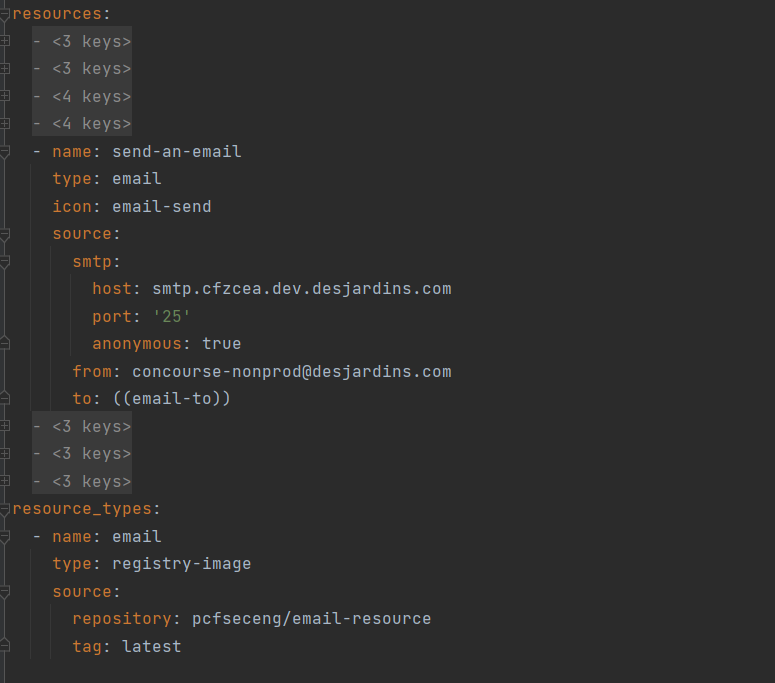 resources:
- <3 keys>
- <3 keys>
- <4 keys>
- <4 keys>
- name: send-an-email
type: email
icon: email-send
source:
smtp:
host: smtp.cfzcea.dev.desjardins.com
port: '25'
anonymous: true
from: concourse-nonprod@desjardins.com
to: ((email-to))
- <3 keys>
- <3 keys>
- <3 keys>
resource_types:
- name: email
type: registry-image
source:
repository: pcfseceng/email-resource
tag: latest